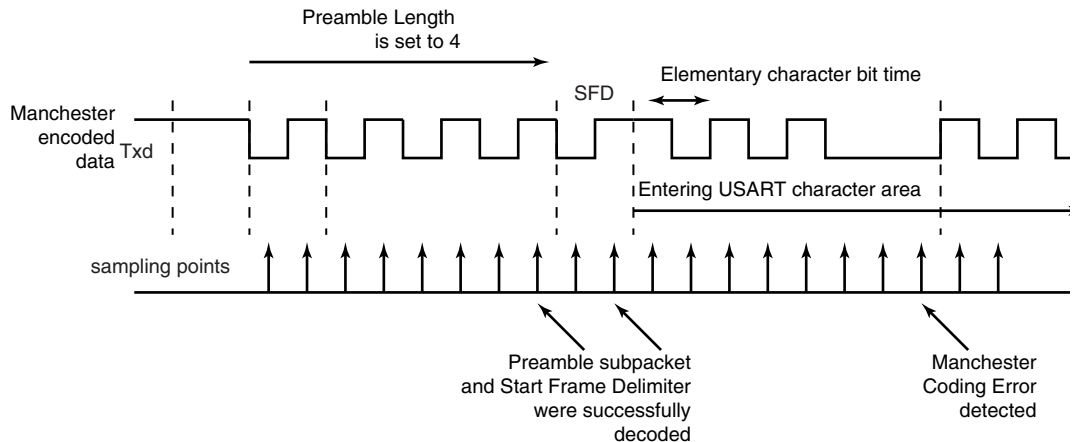 Preamble Length
is set to 4
Elementary character bit time
SFD
Manchester
encoded
data
Txd
Entering USART character area
sampling points
Preamble subpacket
and Start Frame Delimiter
were successfully
decoded
Manchester
Coding Error
detected